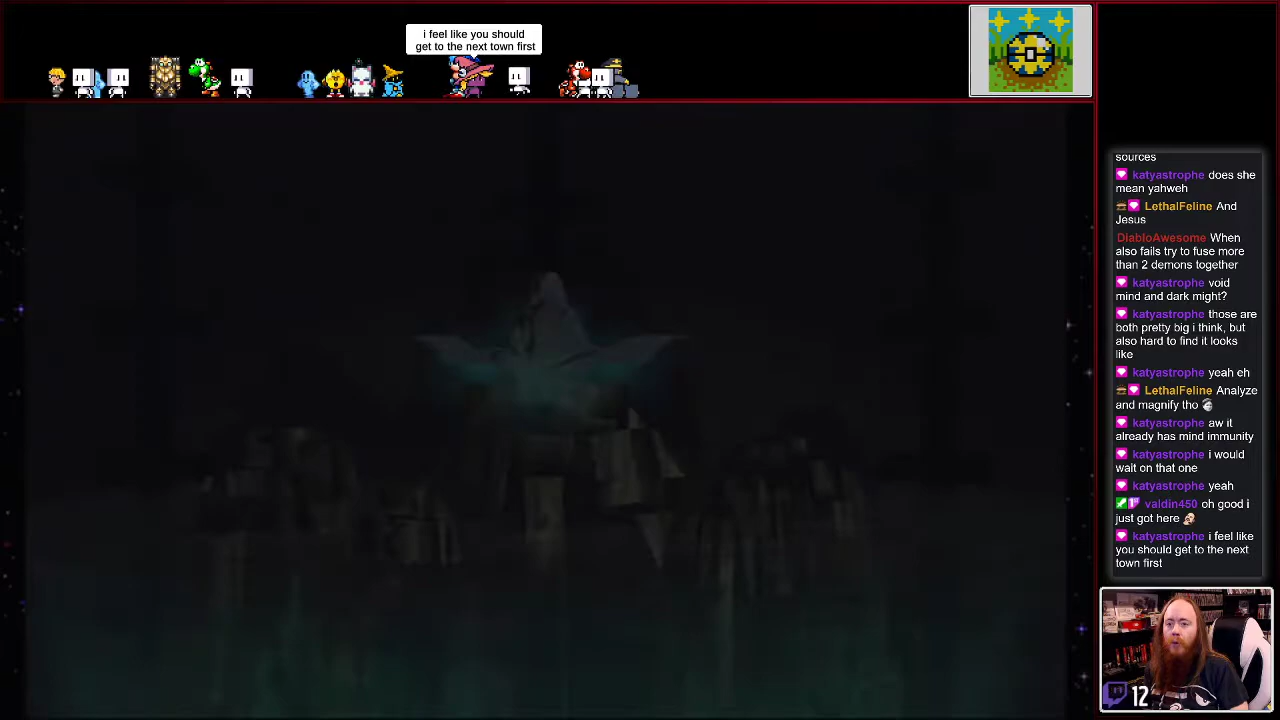 i feel like you should
get to the next town first
sources
katyastrophe does she
mean yahweh
LethalFeline And
Jesus
DiabloAwesome When
also fails try to fuse more
than 2 demons together
katyastrophe void
mind and dark might?
katyastrophe those are
both pretty big i think, but
also hard to find it looks
like
katyastrophe yeah eh
LethalFeline Analyze
and magnify tho
katyastrophe aw it
already has mind immunity
katyastrophe i would
wait on that one
katyastrophe yeah
valdin450 oh good i
just got here
katyastrophe i feel like
you should get to the next
town first
12